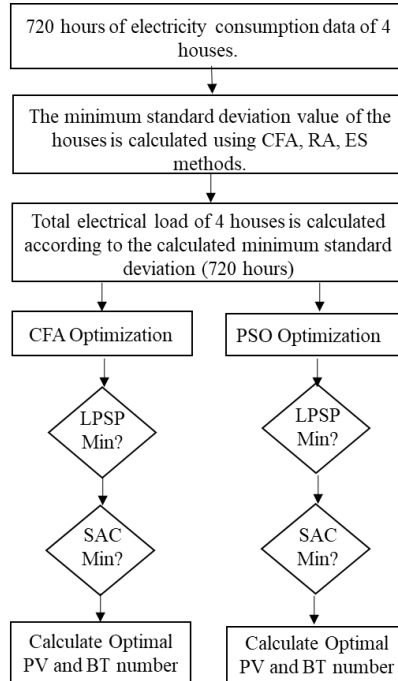 720 hours of electricity consumption data of 4
houses.
The minimum standard deviation value of the
houses is calculated using CFA, RA, ES
methods.
Total electrical load of 4 houses is calculated
according to the calculated minimum standard
deviation (720 hours)
CFA Optimization
PSO Optimization
LPSP
Min?
LPSP
Min?
SAC
Min?
SAC
Min?
Calculate Optimal
PV and BT number
Calculate Optimal
PV and BT number